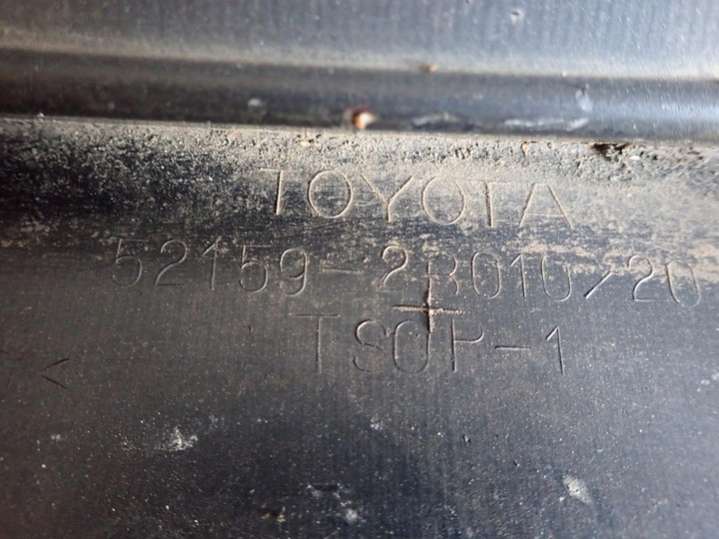 TOYOTA
52159-2B010/20
TSOP-1
<